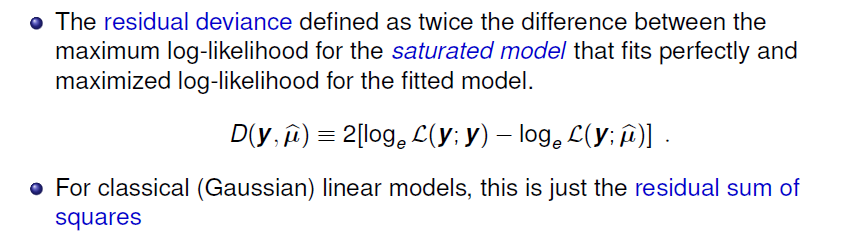 The residual deviance defined as twice the difference between the
maximum log-likelihood for the saturated model that fits perfectly and
maximized log-likelihood for the fitted model.
D(y, μ̂) ≡ 2[logₑ ℒ(y; y) − logₑ ℒ(y; μ̂)] .
For classical (Gaussian) linear models, this is just the residual sum of
squares